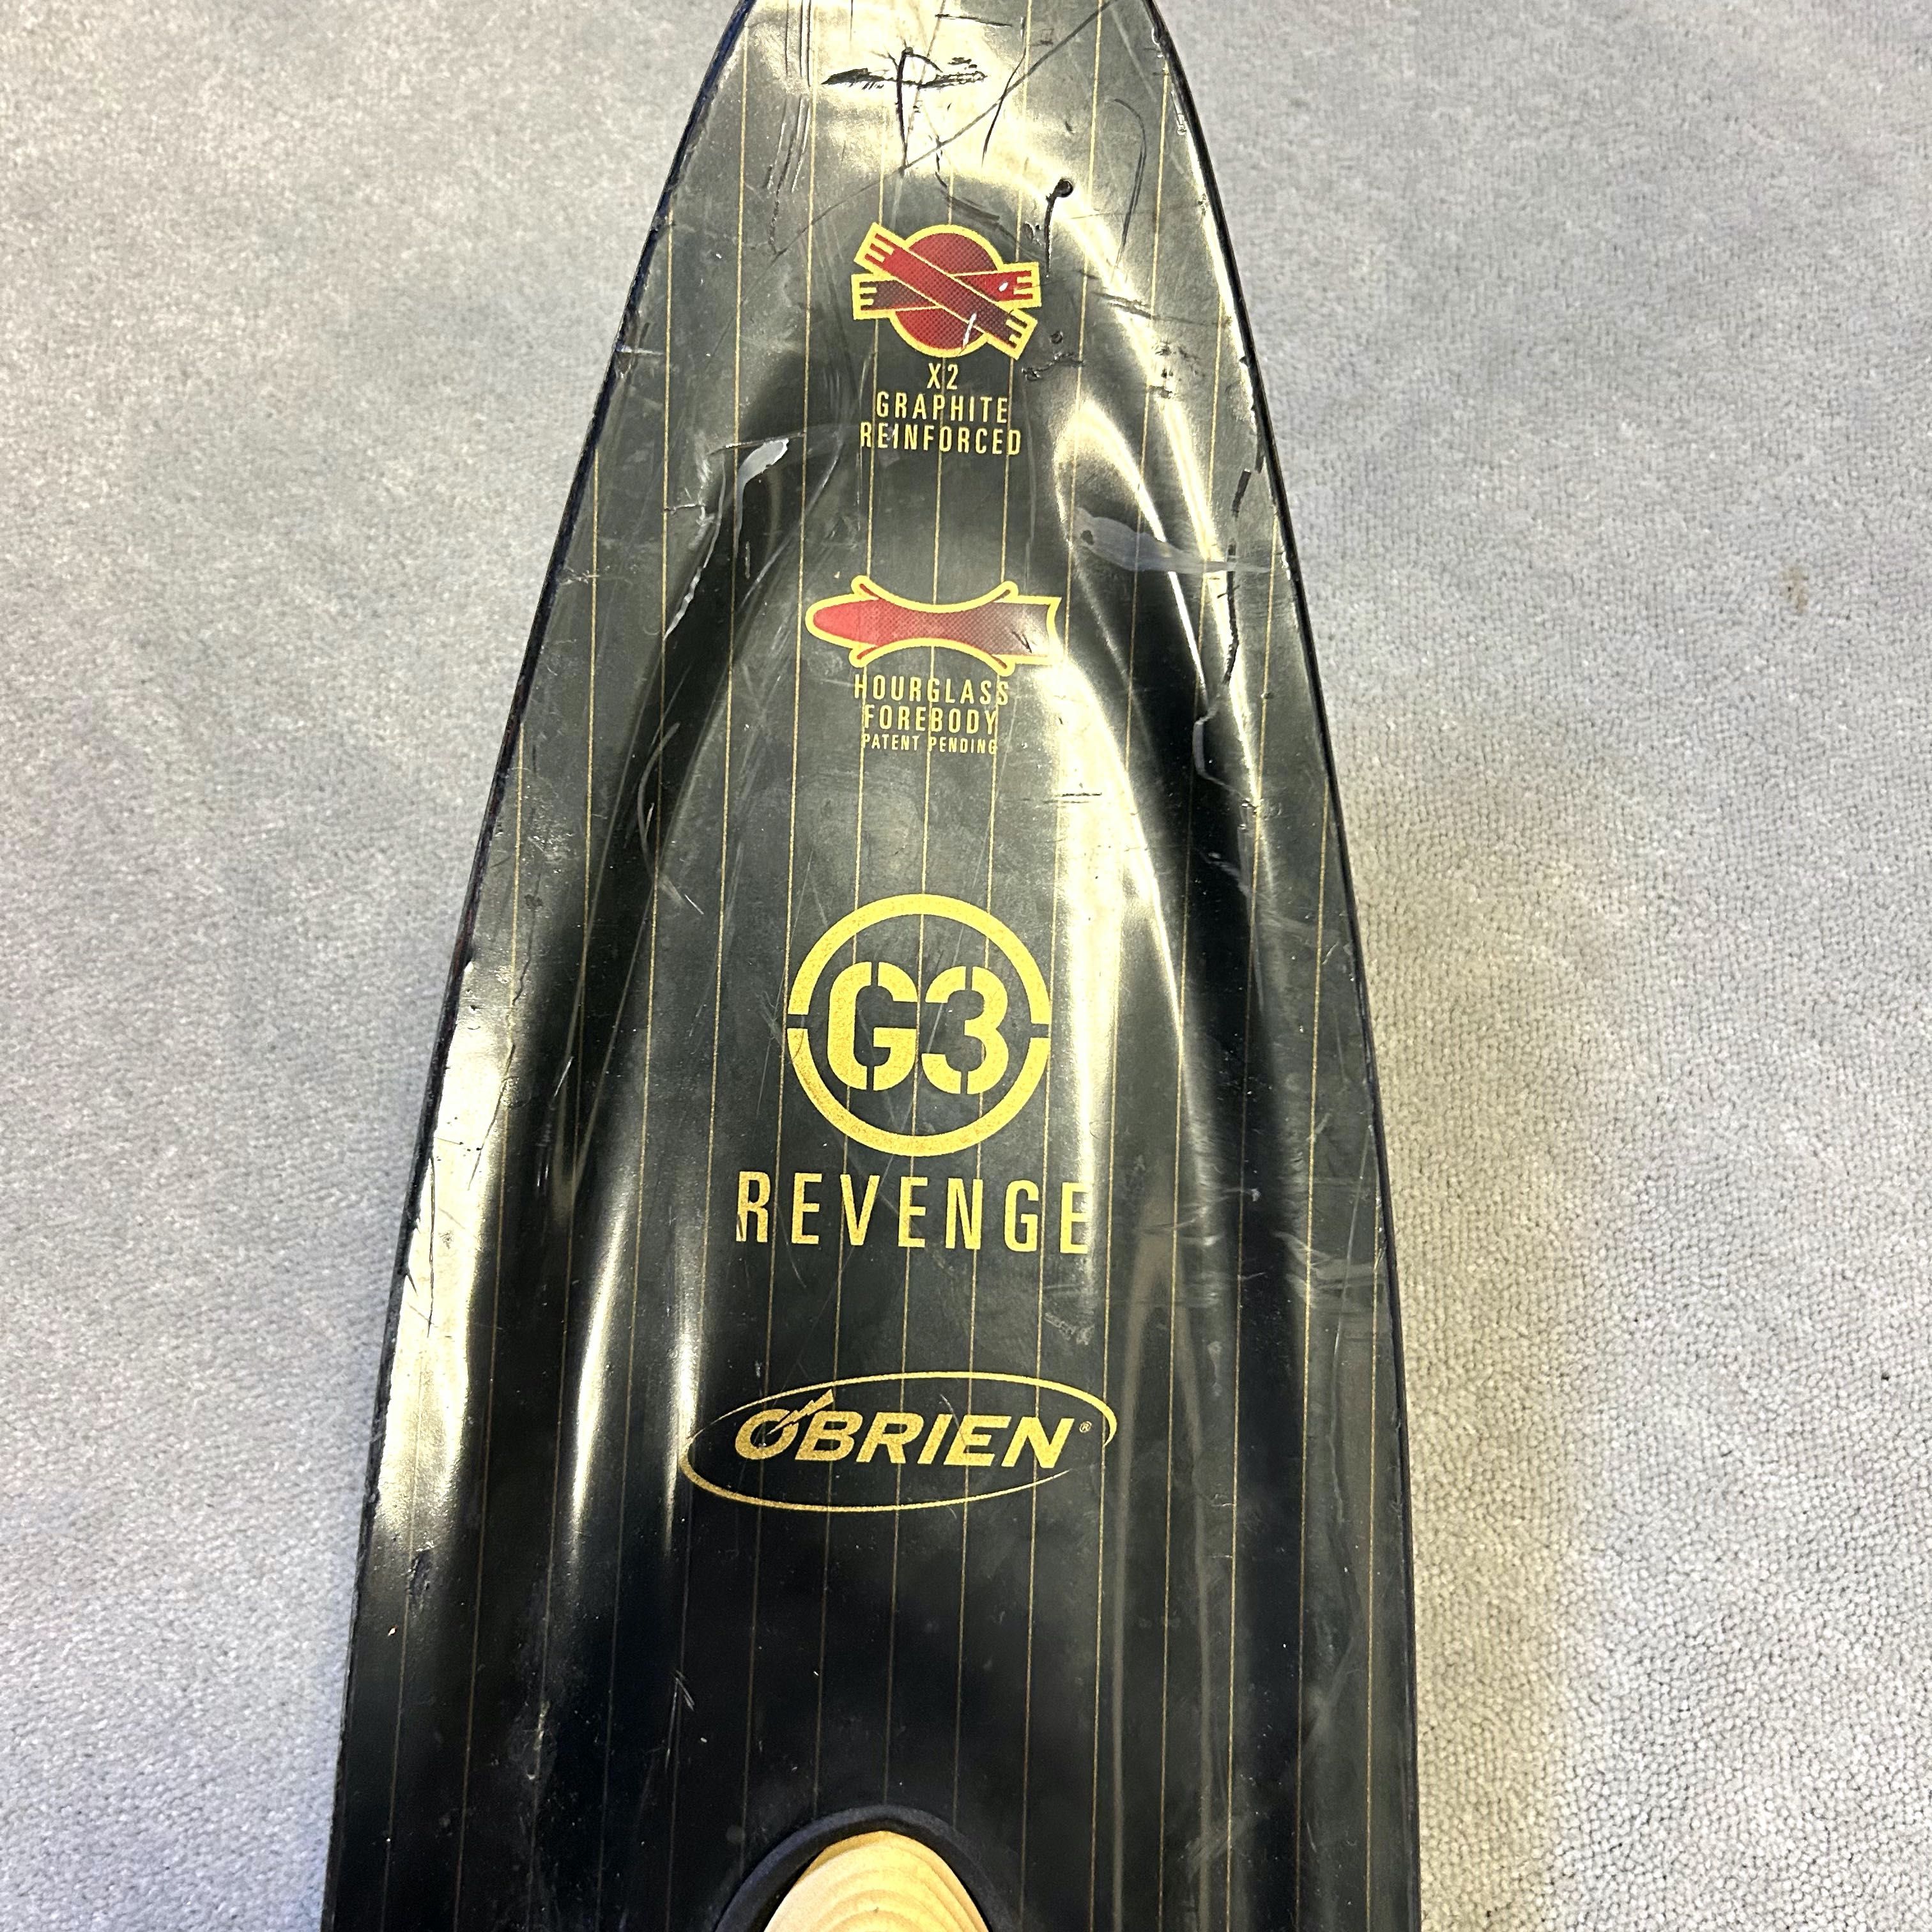 X2
GRAPHITE
REINFORCED
HOURGLASS
FOREBODY
PATENT PENDING
G3
REVENGE
O'BRIEN®